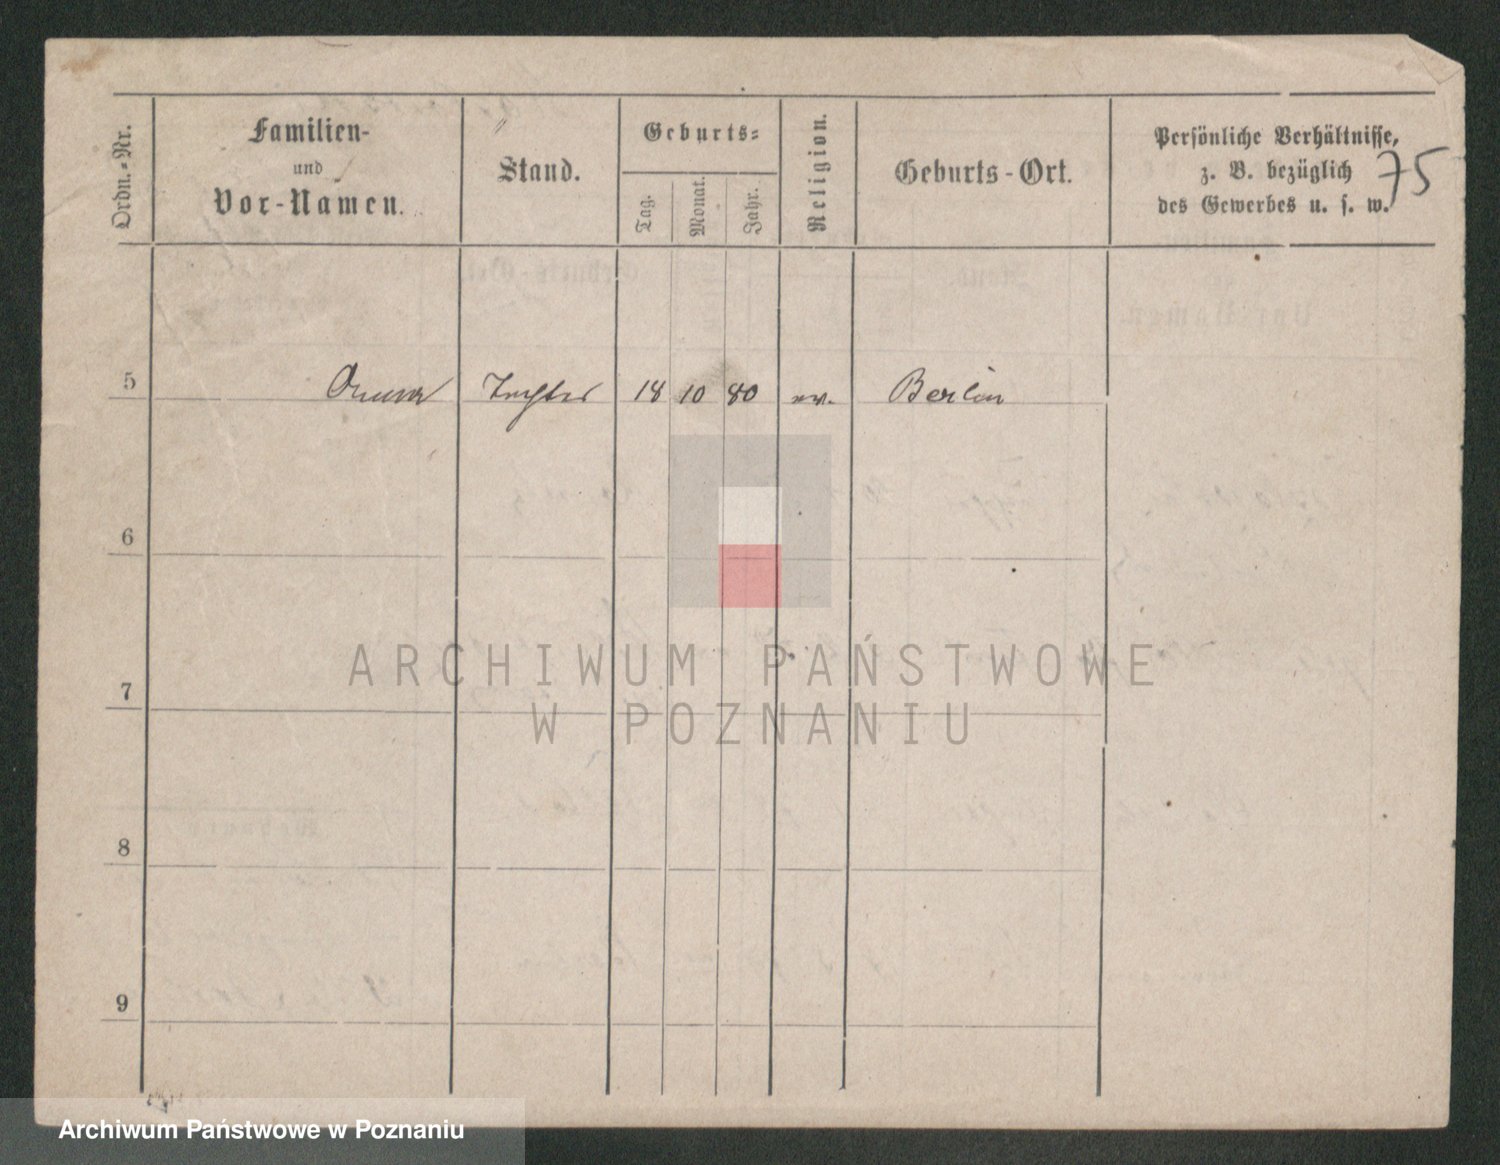 75
Ordn.-Nr.
Familien-
und
Vor-Namen.
Stand.
Geburts-
Tag.
Monat.
Jahr.
Religion.
Geburts-Ort.
Persönliche Verhältnisse,
z. B. bezüglich
des Gewerbes u. s. w.
5 Tochter 18 10 80 ev. Berlin
6
7
8
9
ARCHIWUM PAŃSTWOWE
W POZNANIU
Archiwum Państwowe w Poznaniu